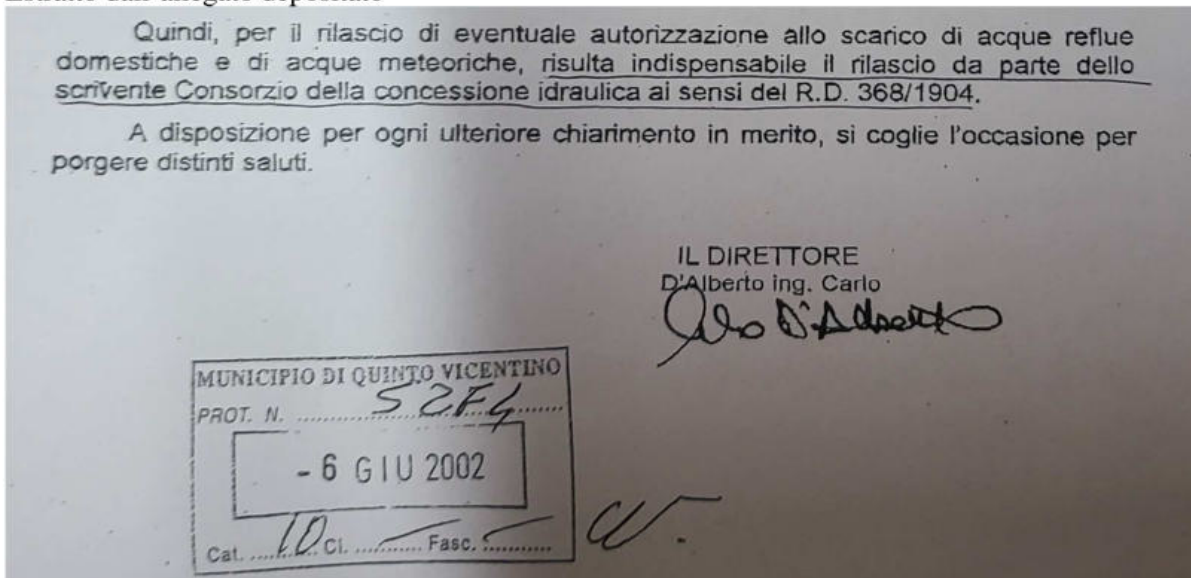 Quindi, per il rilascio di eventuale autorizzazione allo scarico di acque reflue
domestiche e di acque meteoriche, risulta indispensabile il rilascio da parte dello
scrivente Consorzio della concessione idraulica ai sensi del R.D. 368/1904.
A disposizione per ogni ulteriore chiarimento in merito, si coglie l'occasione per
porgere distinti saluti.
IL DIRETTORE
D'Alberto ing. Carlo
MUNICIPIO DI QUINTO VICENTINO
PROT. N. ....................
- 6 GIU 2002
Cat. ....10 Cl. ........... Fasc. ...........